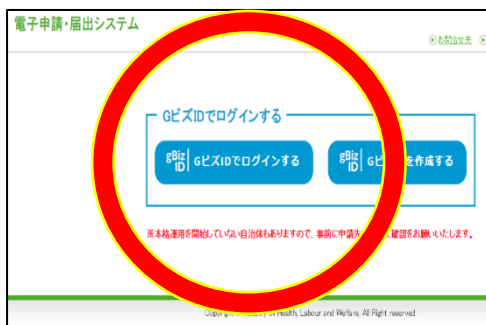 電子申請・届出システム
お問合せ先
GビズIDでログインする
gBiz ID GビズIDでログインする
gBiz ID Gビ を作成する
※本格運用を開始していない自治体もありますので、事前に申請先 確認をお願いいたします。
Copyright of Health, Labour and Welfare, All Right reserved.